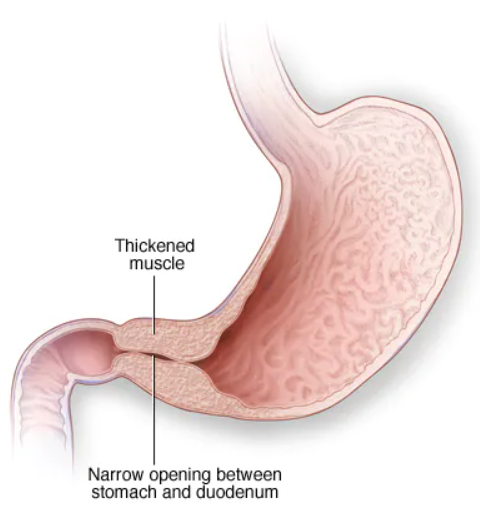 Thickened
muscle
Narrow opening between
stomach and duodenum